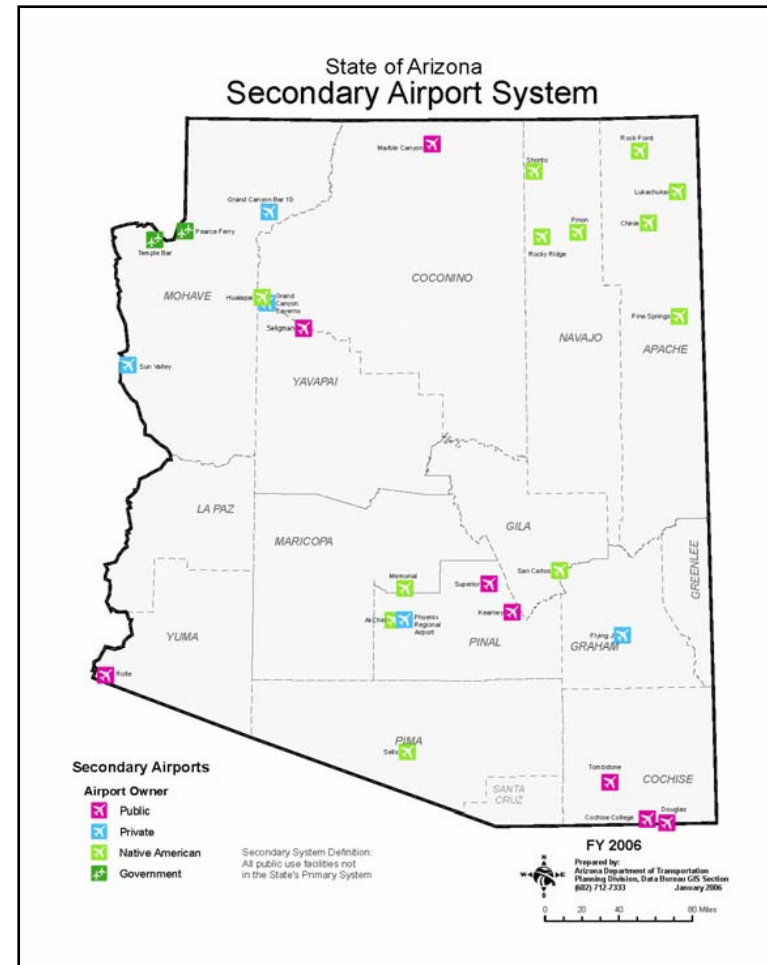 State of Arizona
Secondary Airport System
Marble Canyon
Rock Point
Shonto
Lukachukai
Grand Canyon Bar 10
Chinle
Pinon
Pearce Ferry
Rocky Ridge
Temple Bar
COCONINO
MOHAVE
Hualapai
Grand
Canyon
Caverns
Pine Springs
Seligman
NAVAJO
APACHE
Sun Valley
YAVAPAI
LA PAZ
GILA
MARICOPA
GREENLEE
San Carlos
Memorial
Superior
Kearney
Ak Chin
Phoenix
Regional
Airport
YUMA
PINAL
Flying J
GRAHAM
Rolle
PIMA
Sells
Tombstone
COCHISE
SANTA
CRUZ
Douglas
Cochise College
Secondary Airports
Airport Owner
Public
Private
Native American
Government
Secondary System Definition:
All public use facilities not
in the State's Primary System
FY 2006
Prepared by:
Arizona Department of Transportation
Planning Division, Data Bureau GIS Section
(602) 712-7333 January 2006
N
W E
S
0 20 40 60 80 Miles